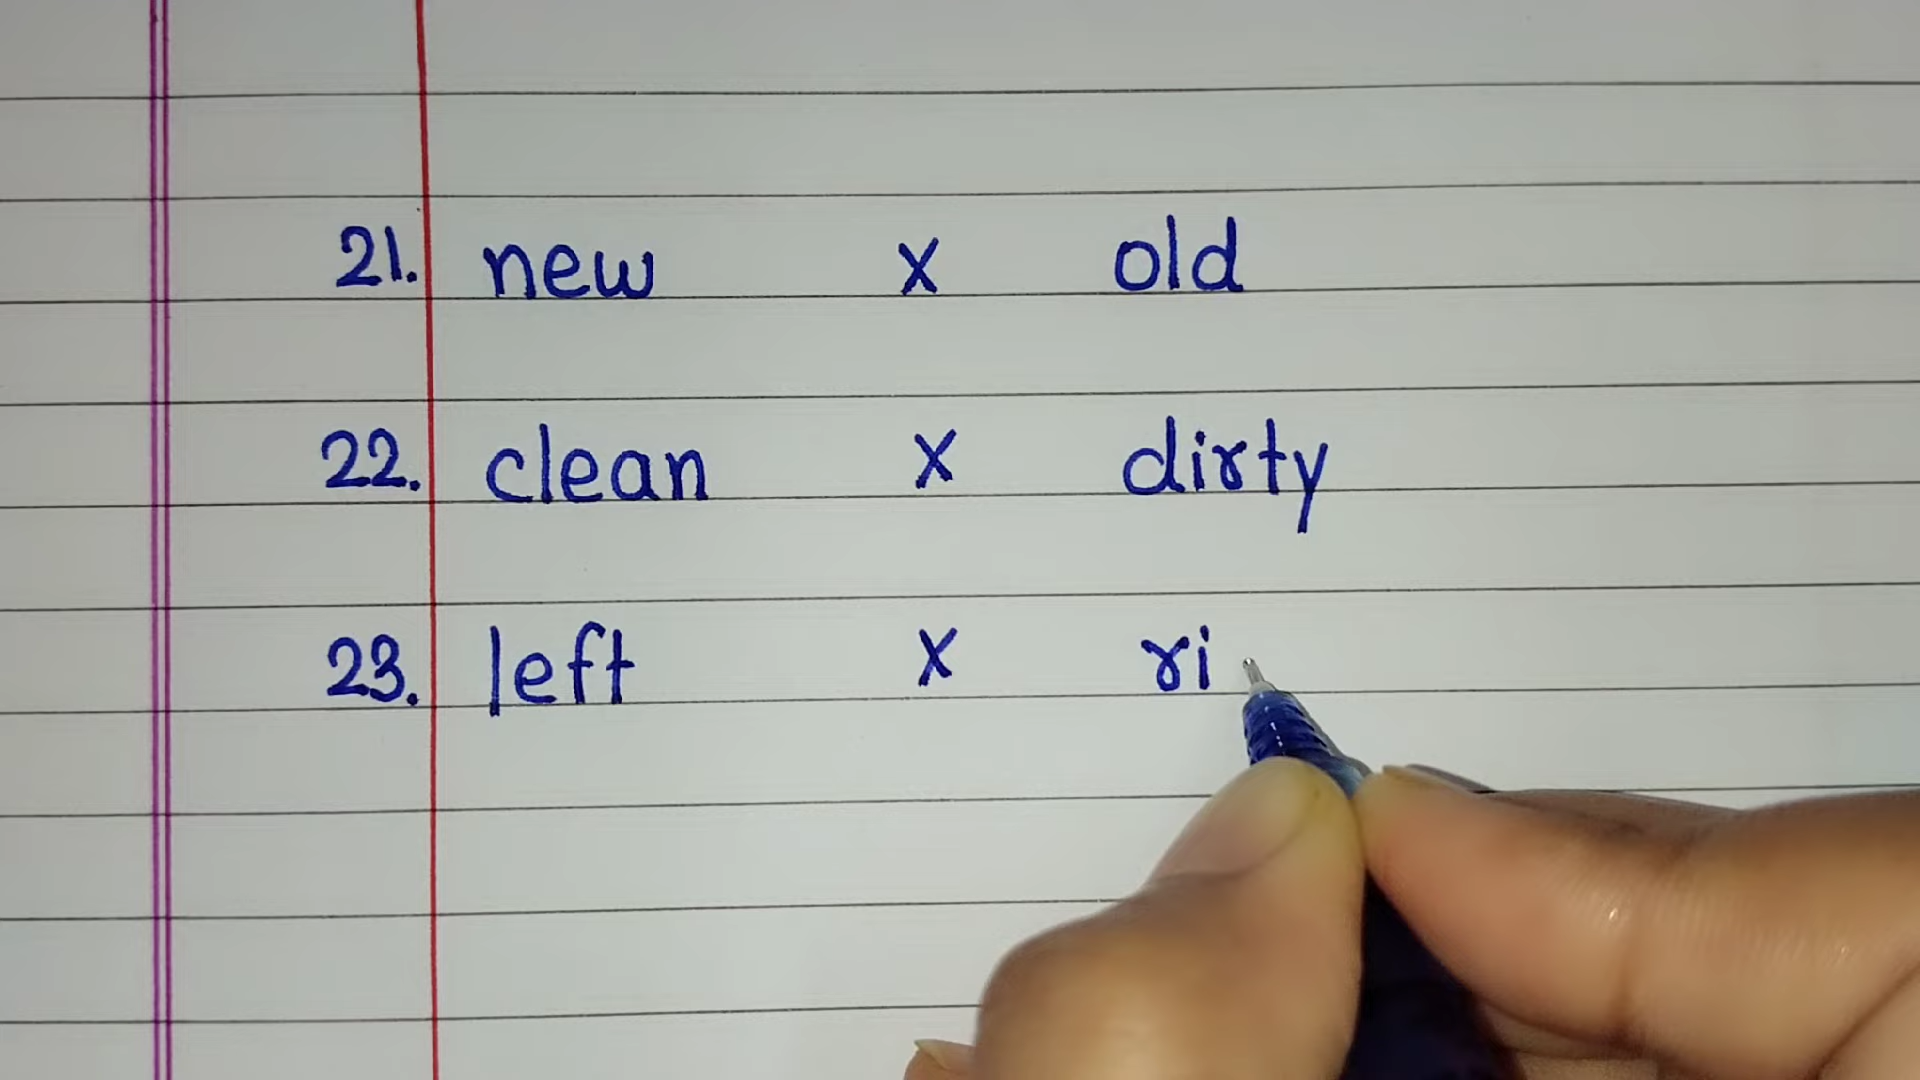 21. new x old
22. clean x dirty
23. left x ri